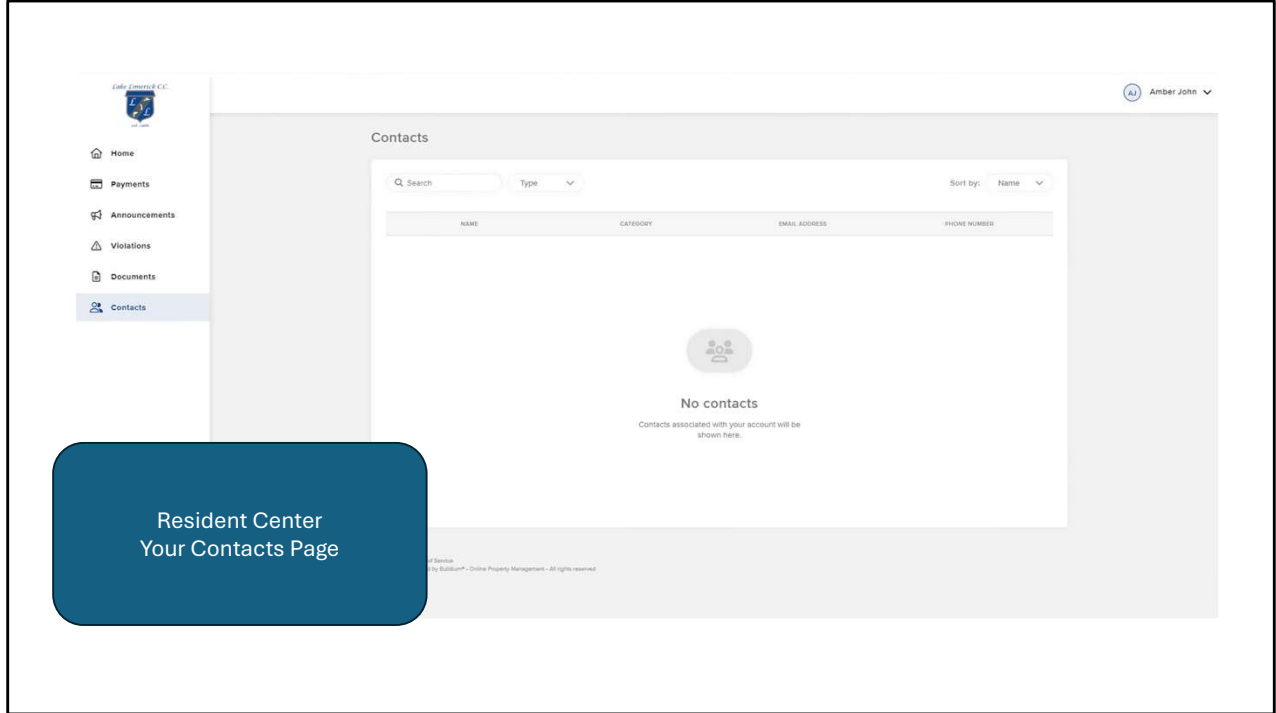 Lake Limerick C.C.
Amber John
AJ
Home
Payments
Announcements
Violations
Documents
Contacts
Contacts
Search
Type
Sort by: Name
NAME CATEGORY EMAIL ADDRESS PHONE NUMBER
No contacts
Contacts associated with your account will be
shown here.
Resident Center
Your Contacts Page
of Service
by Buildium® - Online Property Management - All rights reserved